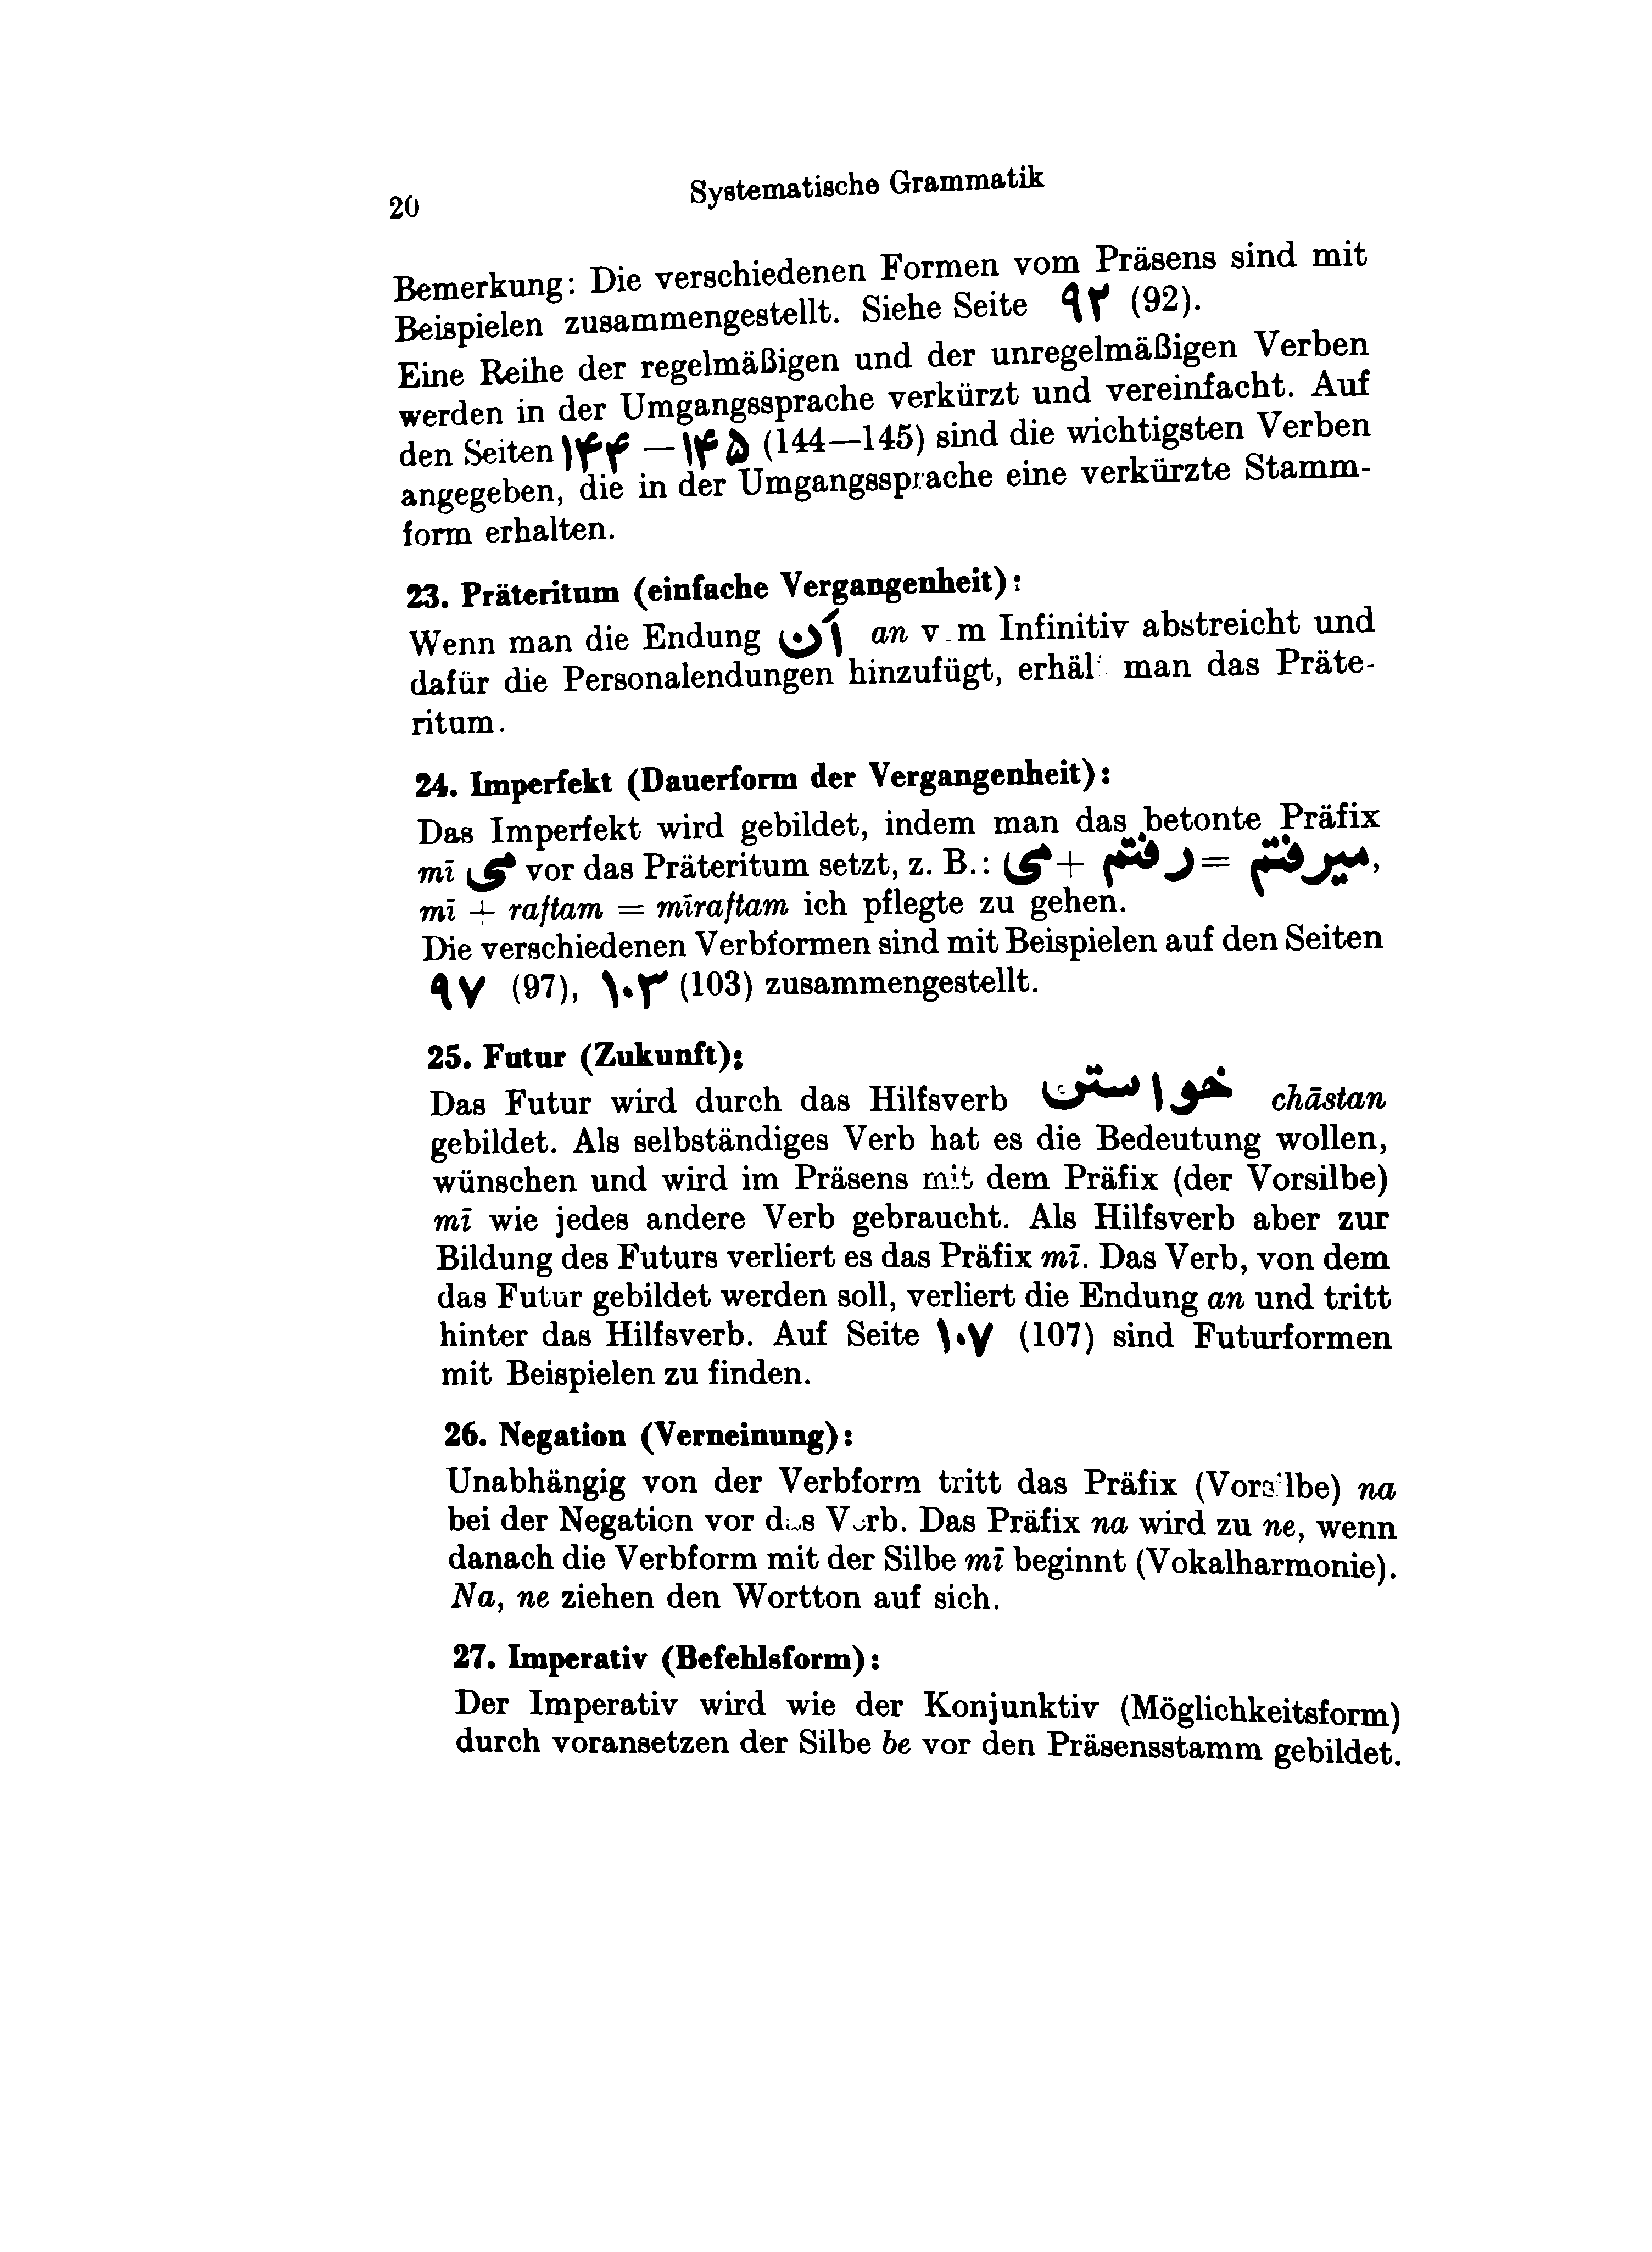 20
Systematische Grammatik
Bemerkung: Die verschiedenen Formen vom Präsens sind mit
Beispielen zusammengestellt. Siehe Seite ۹۲ (92).
Eine Reihe der regelmäßigen und der unregelmäßigen Verben
werden in der Umgangssprache verkürzt und vereinfacht. Auf
den Seiten ۱۴۴ — ۱۴۵ (144—145) sind die wichtigsten Verben
angegeben, die in der Umgangssprache eine verkürzte Stamm-
form erhalten.
23. Präteritum (einfache Vergangenheit):
Wenn man die Endung اَن an vom Infinitiv abstreicht und
dafür die Personalendungen hinzufügt, erhält man das Präte-
ritum.
24. Imperfekt (Dauerform der Vergangenheit):
Das Imperfekt wird gebildet, indem man das betonte Präfix
mī می vor das Präteritum setzt, z. B.: می + رفتم = میرفتم,
mī + raftam = mīraftam ich pflegte zu gehen.
Die verschiedenen Verbformen sind mit Beispielen auf den Seiten
۹۷ (97), ۱۰۳ (103) zusammengestellt.
25. Futur (Zukunft):
Das Futur wird durch das Hilfsverb خواستن chāstan
gebildet. Als selbständiges Verb hat es die Bedeutung wollen,
wünschen und wird im Präsens mit dem Präfix (der Vorsilbe)
mī wie jedes andere Verb gebraucht. Als Hilfsverb aber zur
Bildung des Futurs verliert es das Präfix mī. Das Verb, von dem
das Futur gebildet werden soll, verliert die Endung an und tritt
hinter das Hilfsverb. Auf Seite ۱۰۷ (107) sind Futurformen
mit Beispielen zu finden.
26. Negation (Verneinung):
Unabhängig von der Verbform tritt das Präfix (Vorsilbe) na
bei der Negation vor das Verb. Das Präfix na wird zu ne, wenn
danach die Verbform mit der Silbe mī beginnt (Vokalharmonie).
Na, ne ziehen den Wortton auf sich.
27. Imperativ (Befehlsform):
Der Imperativ wird wie der Konjunktiv (Möglichkeitsform)
durch voransetzen der Silbe be vor den Präsensstamm gebildet.